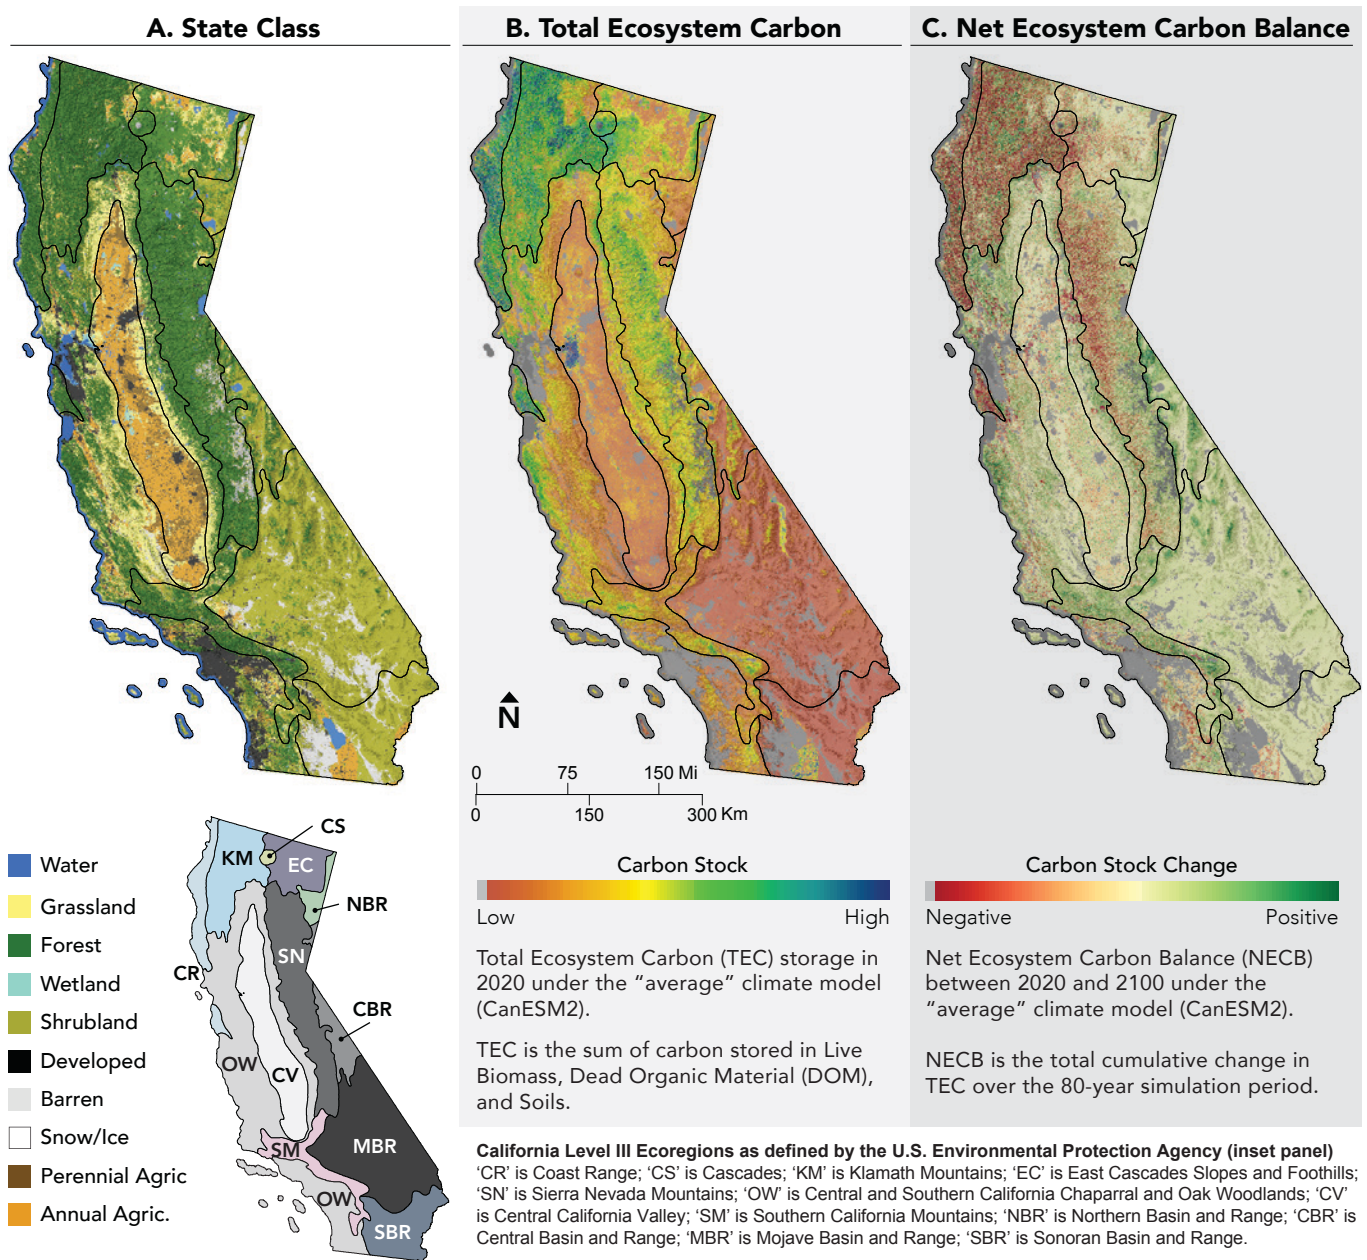 A. State Class
B. Total Ecosystem Carbon
C. Net Ecosystem Carbon Balance
N
0 75 150 Mi
0 150 300 Km
Water
Grassland
Forest
Wetland
Shrubland
Developed
Barren
Snow/Ice
Perennial Agric
Annual Agric.
CS
KM
EC
NBR
SN
CR
CBR
OW
CV
SM
MBR
OW
SBR
Carbon Stock
Low High
Total Ecosystem Carbon (TEC) storage in
2020 under the “average” climate model
(CanESM2).
TEC is the sum of carbon stored in Live
Biomass, Dead Organic Material (DOM),
and Soils.
Carbon Stock Change
Negative Positive
Net Ecosystem Carbon Balance (NECB)
between 2020 and 2100 under the
“average” climate model (CanESM2).
NECB is the total cumulative change in
TEC over the 80-year simulation period.
California Level III Ecoregions as defined by the U.S. Environmental Protection Agency (inset panel)
‘CR’ is Coast Range; ‘CS’ is Cascades; ‘KM’ is Klamath Mountains; ‘EC’ is East Cascades Slopes and Foothills;
‘SN’ is Sierra Nevada Mountains; ‘OW’ is Central and Southern California Chaparral and Oak Woodlands; ‘CV’
is Central California Valley; ‘SM’ is Southern California Mountains; ‘NBR’ is Northern Basin and Range; ‘CBR’ is
Central Basin and Range; ‘MBR’ is Mojave Basin and Range; ‘SBR’ is Sonoran Basin and Range.